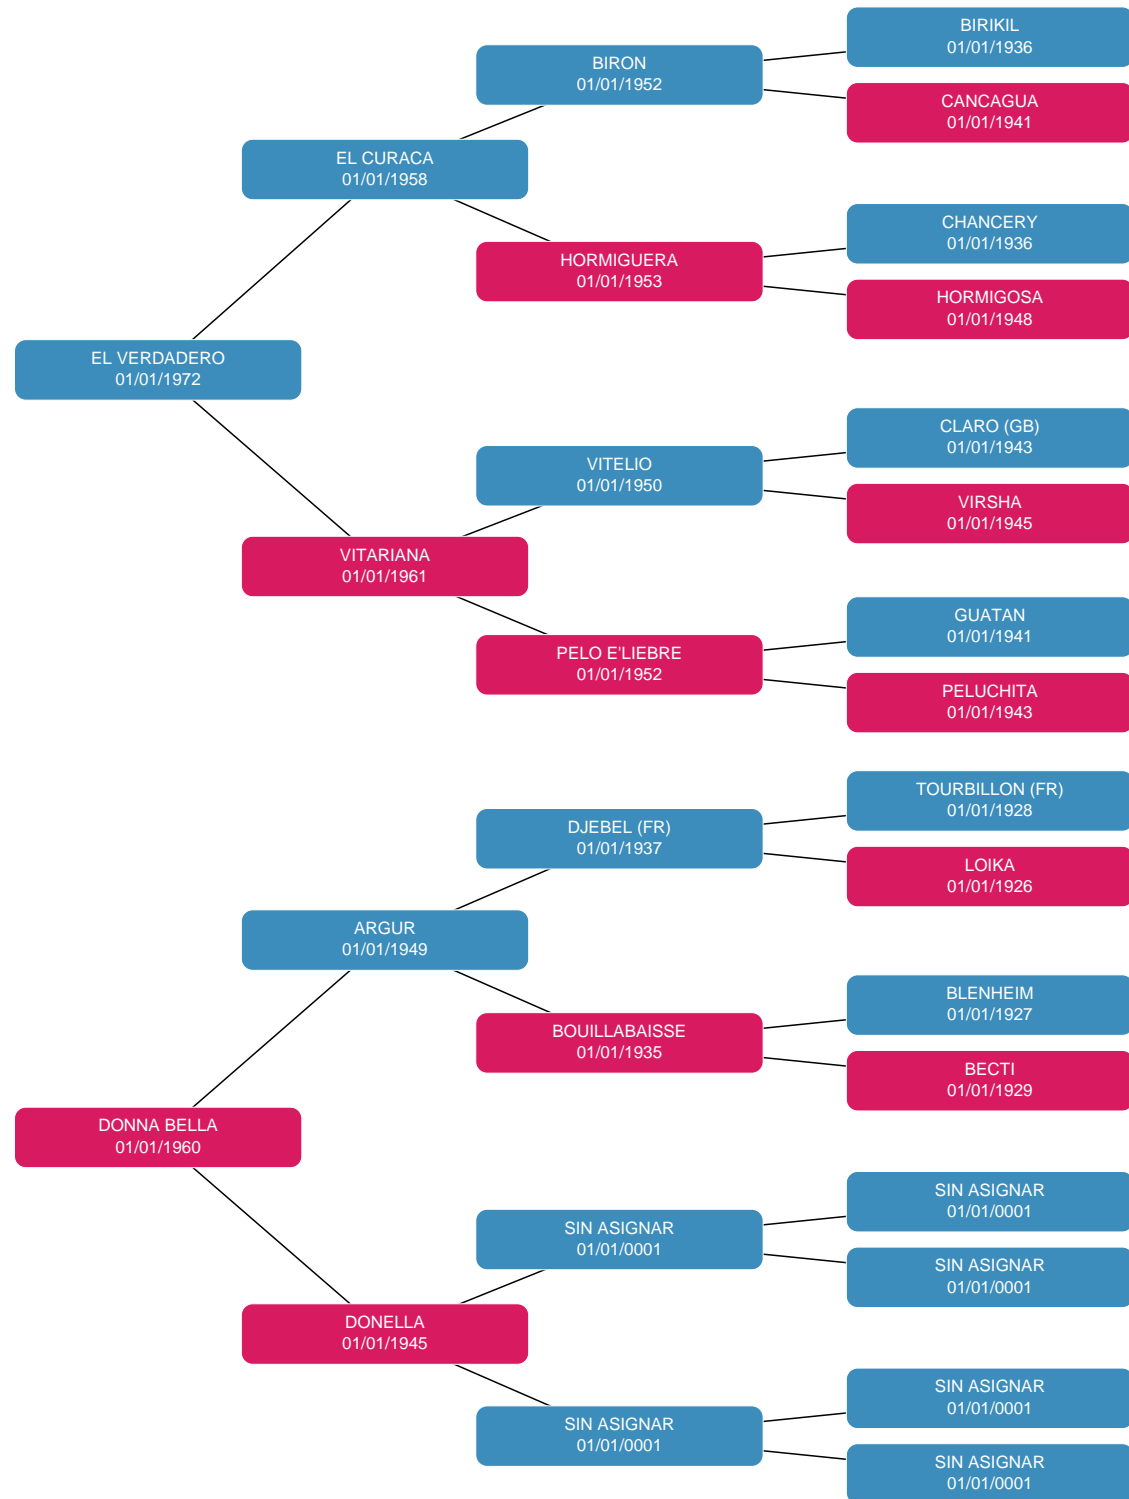 BIRIKIL
01/01/1936
BIRON
01/01/1952
CANCAGUA
01/01/1941
EL CURACA
01/01/1958
CHANCERY
01/01/1936
HORMIGUERA
01/01/1953
HORMIGOSA
01/01/1948
EL VERDADERO
01/01/1972
CLARO (GB)
01/01/1943
VITELIO
01/01/1950
VIRSHA
01/01/1945
VITARIANA
01/01/1961
GUATAN
01/01/1941
PELO E'LIEBRE
01/01/1952
PELUCHITA
01/01/1943
TOURBILLON (FR)
01/01/1928
DJEBEL (FR)
01/01/1937
LOIKA
01/01/1926
ARGUR
01/01/1949
BLENHEIM
01/01/1927
BOUILLABAISSE
01/01/1935
BECTI
01/01/1929
DONNA BELLA
01/01/1960
SIN ASIGNAR
01/01/0001
SIN ASIGNAR
01/01/0001
SIN ASIGNAR
01/01/0001
DONELLA
01/01/1945
SIN ASIGNAR
01/01/0001
SIN ASIGNAR
01/01/0001
SIN ASIGNAR
01/01/0001